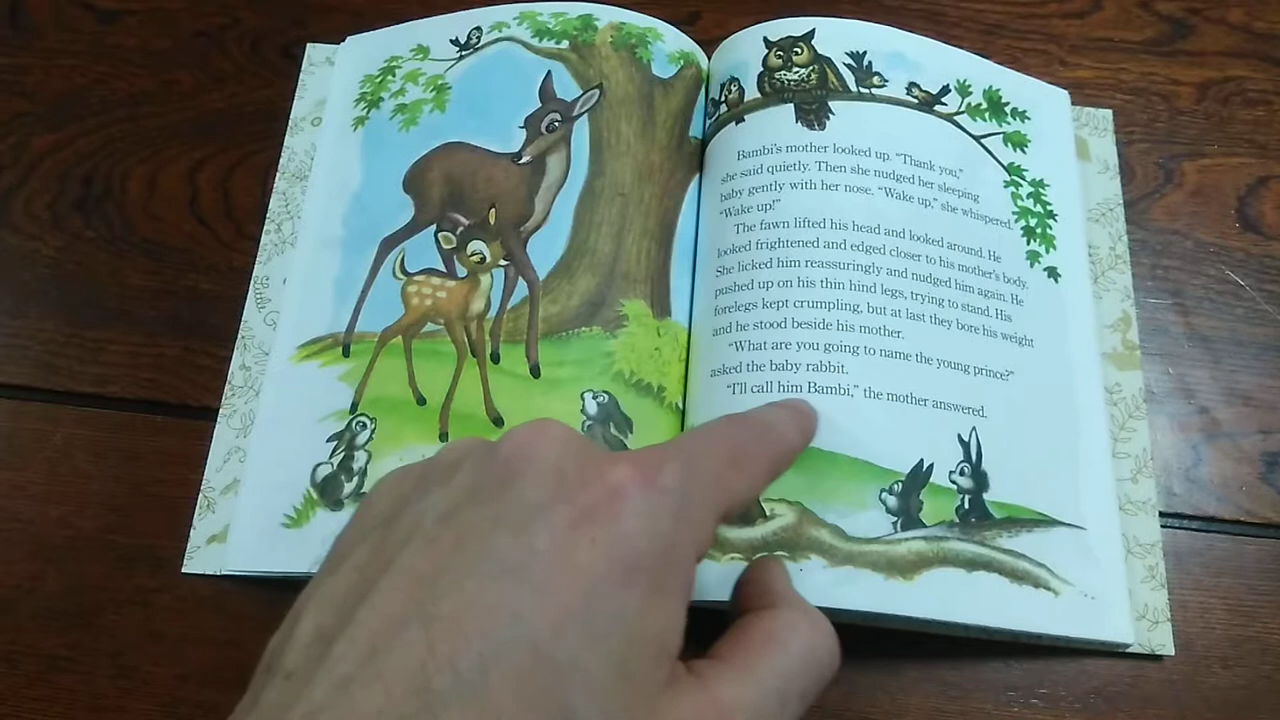 Bambi's mother looked up. "Thank you,"
she said quietly. Then she nudged her sleeping
baby gently with her nose. "Wake up," she whispered.
"Wake up!"
The fawn lifted his head and looked around. He
looked frightened and edged closer to his mother's body.
She licked him reassuringly and nudged him again. He
pushed up on his thin hind legs, trying to stand. His
forelegs kept crumpling, but at last they bore his weight
and he stood beside his mother.
"What are you going to name the young prince?"
asked the baby rabbit.
"I'll call him Bambi," the mother answered.